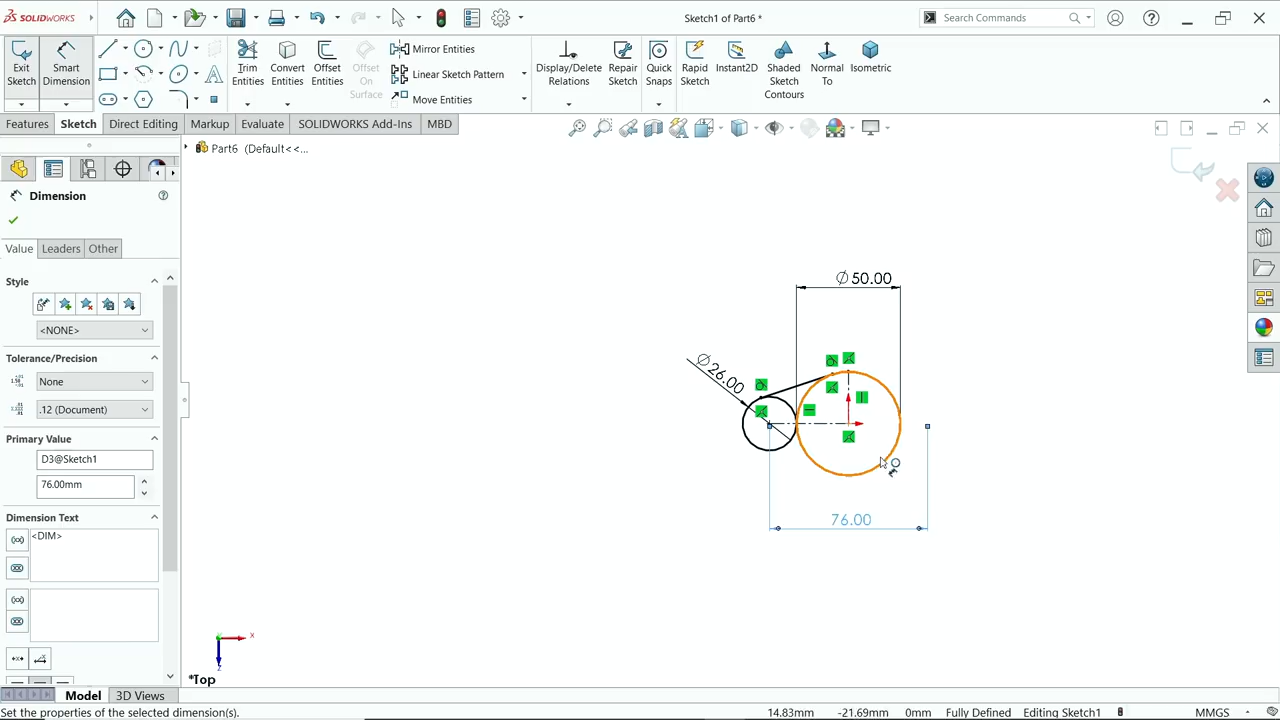 SOLIDWORKS
Sketch1 of Part6 *
Search Commands
Exit Sketch
Smart Dimension
Trim Entities
Convert Entities
Offset Entities
Offset On Surface
Mirror Entities
Linear Sketch Pattern
Move Entities
Display/Delete Relations
Repair Sketch
Quick Snaps
Rapid Sketch
Instant2D
Shaded Sketch Contours
Normal To
Isometric
Features
Sketch
Direct Editing
Markup
Evaluate
SOLIDWORKS Add-Ins
MBD
Part6 (Default<<...
Dimension
Value
Leaders
Other
Style
<NONE>
Tolerance/Precision
None
.12 (Document)
Primary Value
D3@Sketch1
76.00mm
Dimension Text
<DIM>
∅50.00
∅26.00
76.00
x
z
*Top
Model
3D Views
Set the properties of the selected dimension(s).
14.83mm
-21.69mm
0mm
Fully Defined
Editing Sketch1
MMGS